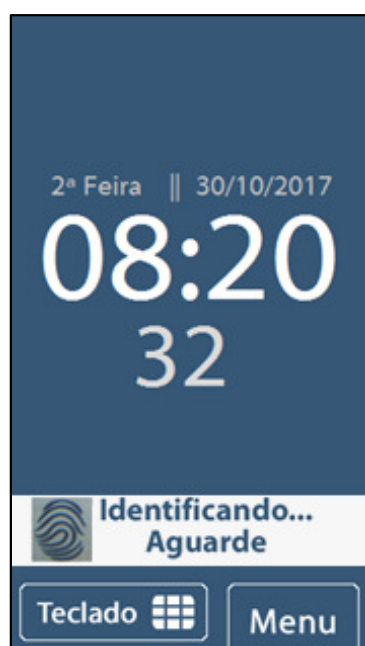 2ª Feira || 30/10/2017
08:20
32
Identificando...
Aguarde
Teclado
Menu